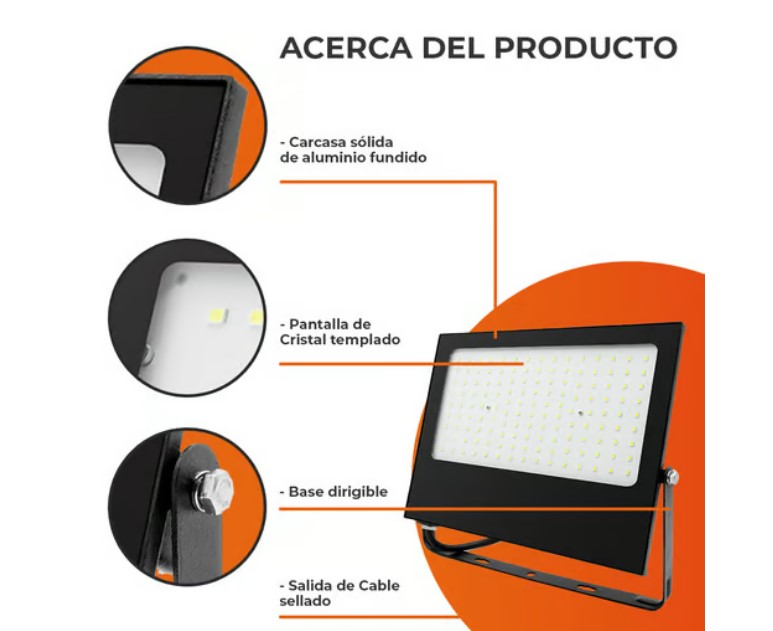 ACERCA DEL PRODUCTO
- Carcasa sólida
de aluminio fundido
- Pantalla de
Cristal templado
- Base dirigible
- Salida de Cable
sellado